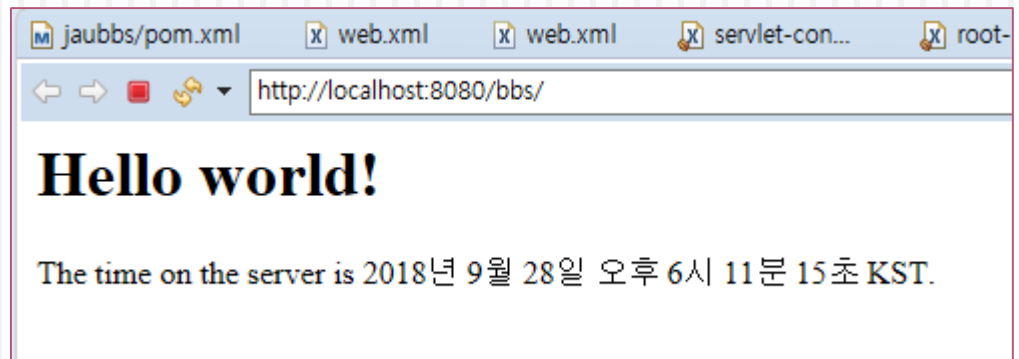 jaubbs/pom.xml web.xml web.xml servlet-con... root-
http://localhost:8080/bbs/
Hello world!
The time on the server is 2018년 9월 28일 오후 6시 11분 15초 KST.